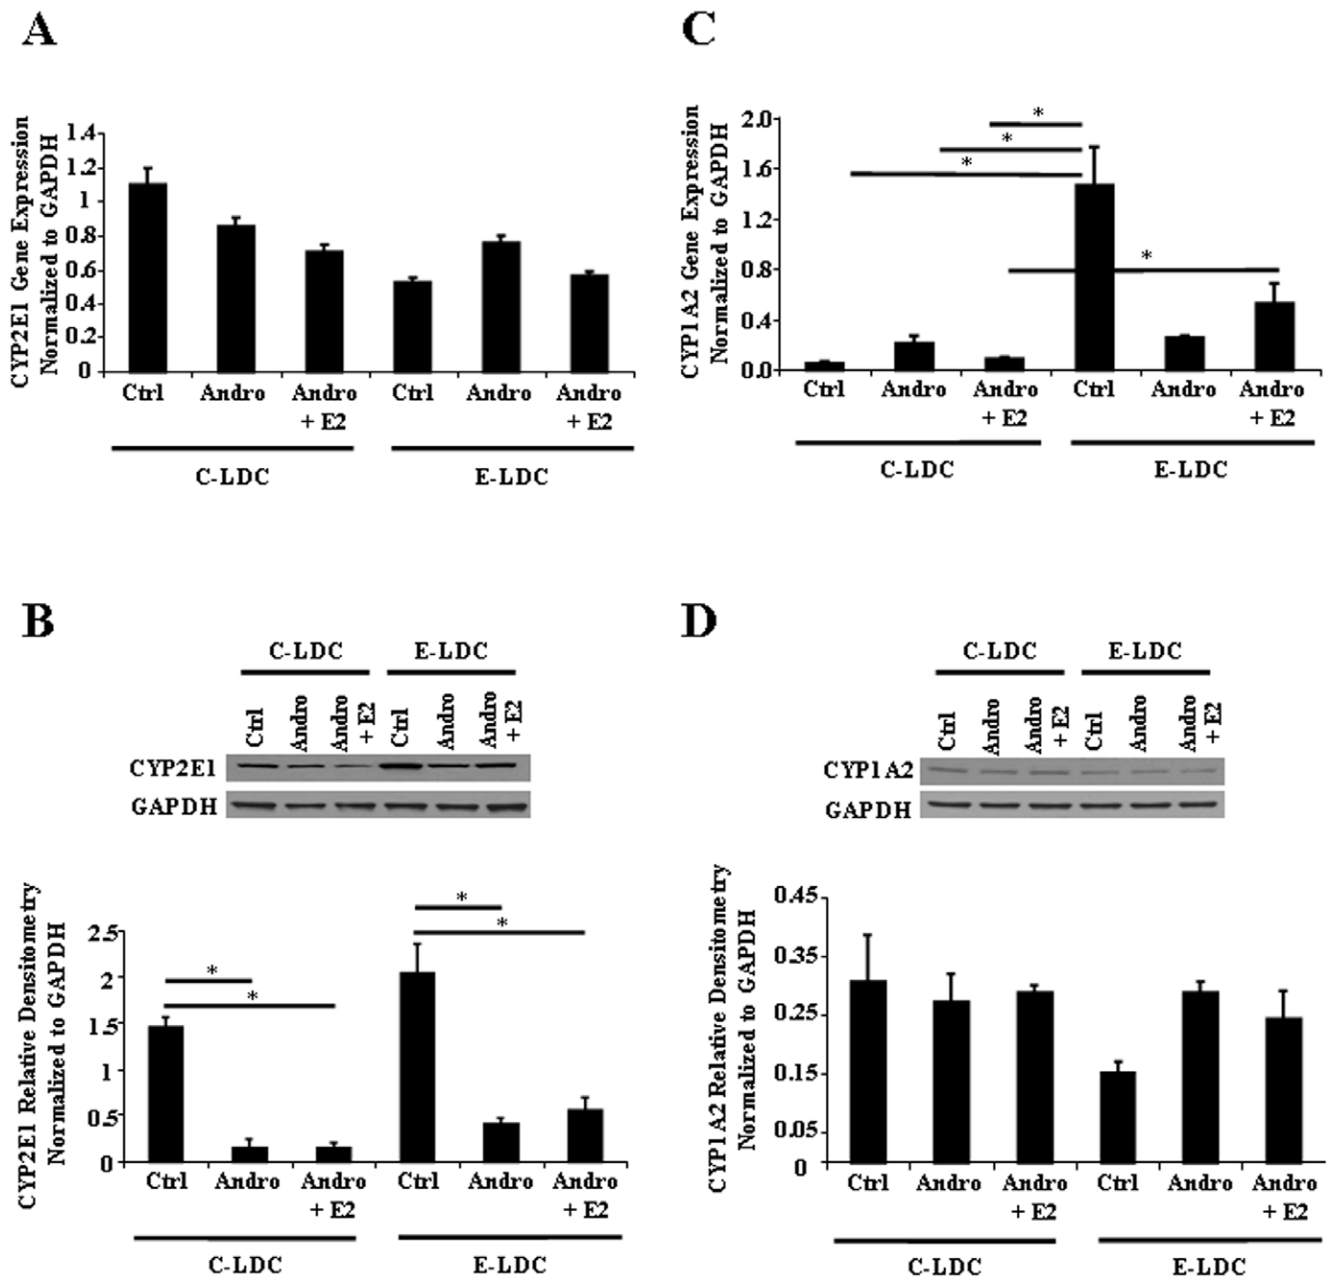 A
CYP2E1 Gene Expression
Normalized to GAPDH
1.4
1.2
1
0.8
0.6
0.4
0.2
0
Ctrl Andro Andro Ctrl Andro Andro
+ E2 + E2
C-LDC E-LDC
C
CYP1A2 Gene Expression
Normalized to GAPDH
2.0
1.6
1.2
0.8
0.4
0.0
*
*
*
*
Ctrl Andro Andro Ctrl Andro Andro
+ E2 + E2
C-LDC E-LDC
B
C-LDC E-LDC
Ctrl Andro Andro + E2 Ctrl Andro Andro + E2
CYP2E1
GAPDH
CYP2E1 Relative Densitometry
Normalized to GAPDH
2.5
2
1.5
1
0.5
0
*
*
*
*
Ctrl Andro Andro Ctrl Andro Andro
+ E2 + E2
C-LDC E-LDC
D
C-LDC E-LDC
Ctrl Andro Andro + E2 Ctrl Andro Andro + E2
CYP1A2
GAPDH
CYP1A2 Relative Densitometry
Normalized to GAPDH
0.45
0.35
0.25
0.15
0.05
0
Ctrl Andro Andro Ctrl Andro Andro
+ E2 + E2
C-LDC E-LDC